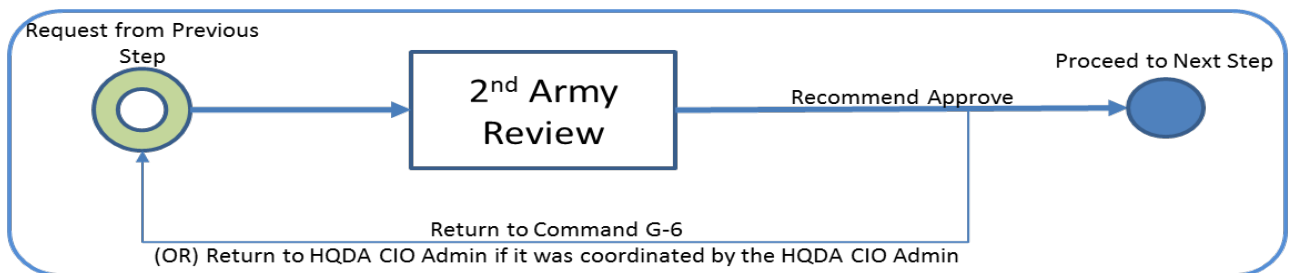 Request from Previous
Step
2nd Army
Review
Recommend Approve
Proceed to Next Step
Return to Command G-6
(OR) Return to HQDA CIO Admin if it was coordinated by the HQDA CIO Admin